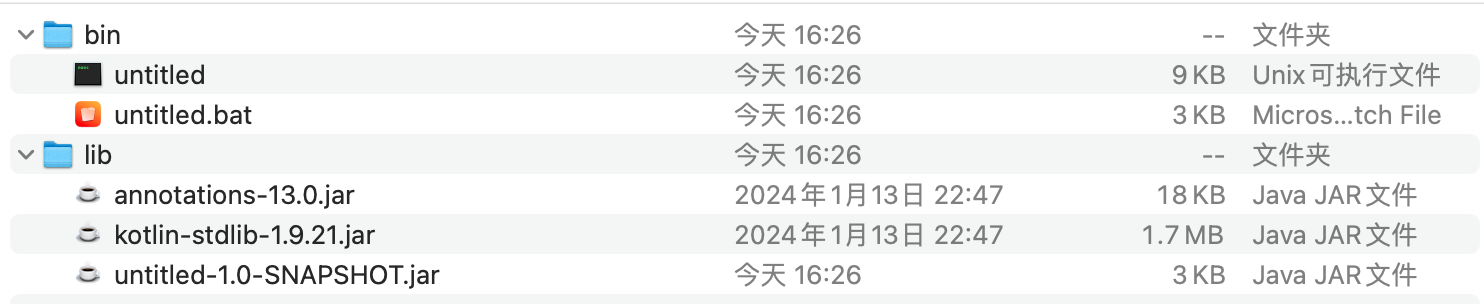 bin 今天 16:26 -- 文件夹
untitled 今天 16:26 9 KB Unix可执行文件
untitled.bat 今天 16:26 3 KB Micros...tch File
lib 今天 16:26 -- 文件夹
annotations-13.0.jar 2024年1月13日 22:47 18 KB Java JAR文件
kotlin-stdlib-1.9.21.jar 2024年1月13日 22:47 1.7 MB Java JAR文件
untitled-1.0-SNAPSHOT.jar 今天 16:26 3 KB Java JAR文件